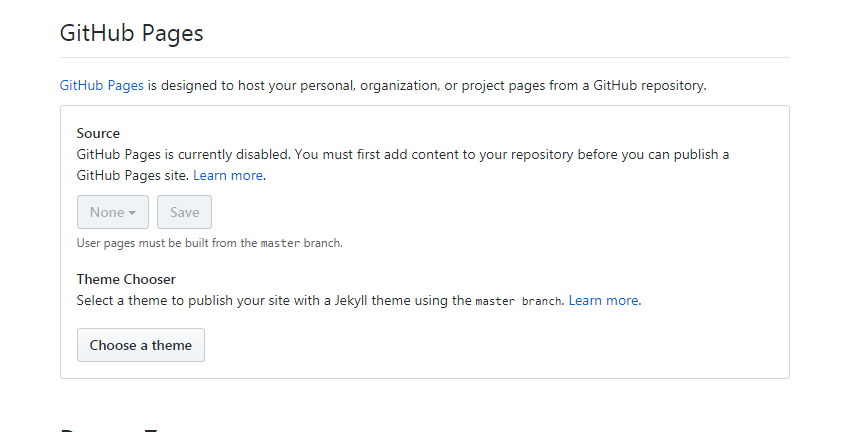 GitHub Pages
GitHub Pages is designed to host your personal, organization, or project pages from a GitHub repository.
Source
GitHub Pages is currently disabled. You must first add content to your repository before you can publish a
GitHub Pages site. Learn more.
None Save
User pages must be built from the master branch.
Theme Chooser
Select a theme to publish your site with a Jekyll theme using the master branch. Learn more.
Choose a theme